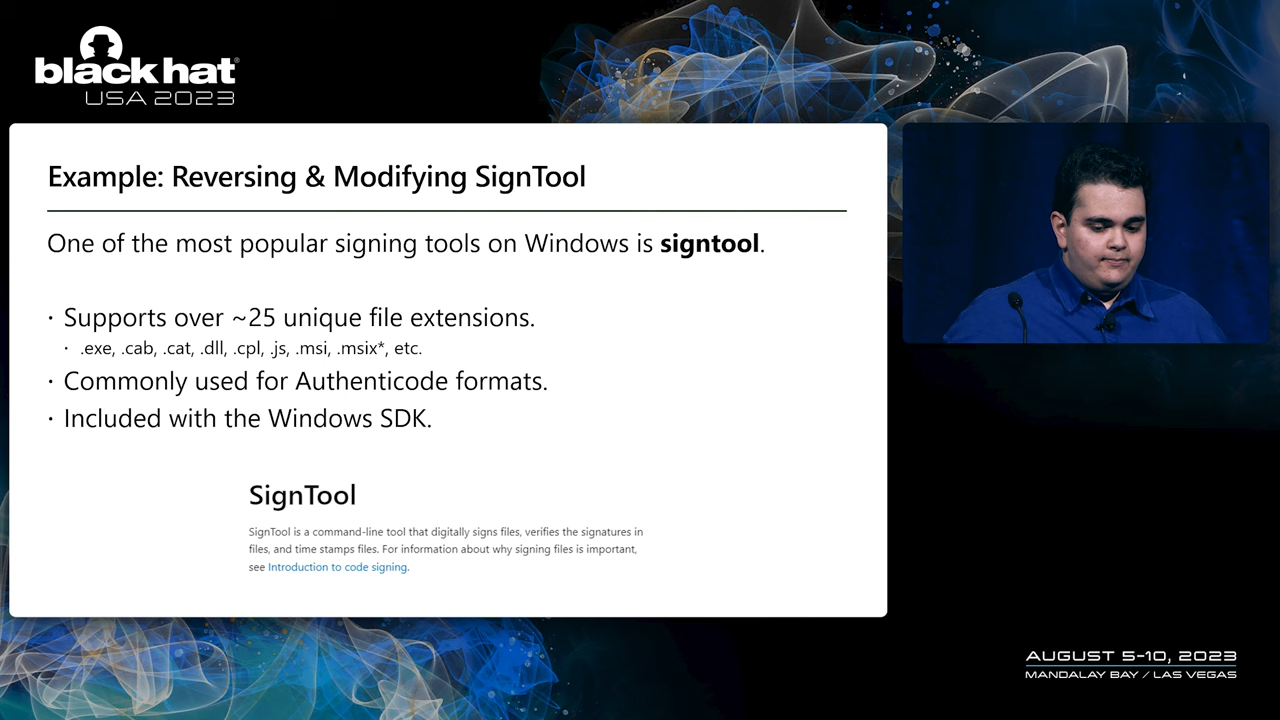 black hat®
USA 2023
Example: Reversing & Modifying SignTool
One of the most popular signing tools on Windows is signtool.
· Supports over ~25 unique file extensions.
· .exe, .cab, .cat, .dll, .cpl, .js, .msi, .msix*, etc.
· Commonly used for Authenticode formats.
· Included with the Windows SDK.
SignTool
SignTool is a command-line tool that digitally signs files, verifies the signatures in
files, and time stamps files. For information about why signing files is important,
see Introduction to code signing.
AUGUST 5-10, 2023
MANDALAY BAY / LAS VEGAS